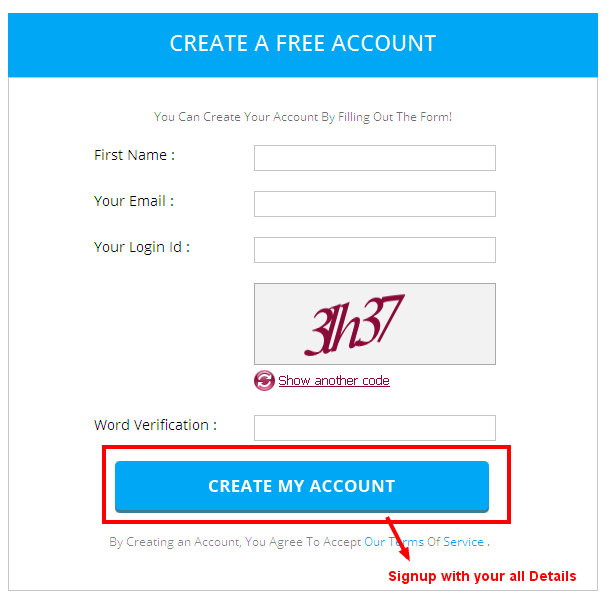 CREATE A FREE ACCOUNT
You Can Create Your Account By Filling Out The Form!
First Name :
Your Email :
Your Login Id :
Show another code
Word Verification :
CREATE MY ACCOUNT
By Creating an Account, You Agree To Accept Our Terms Of Service .
Signup with your all Details